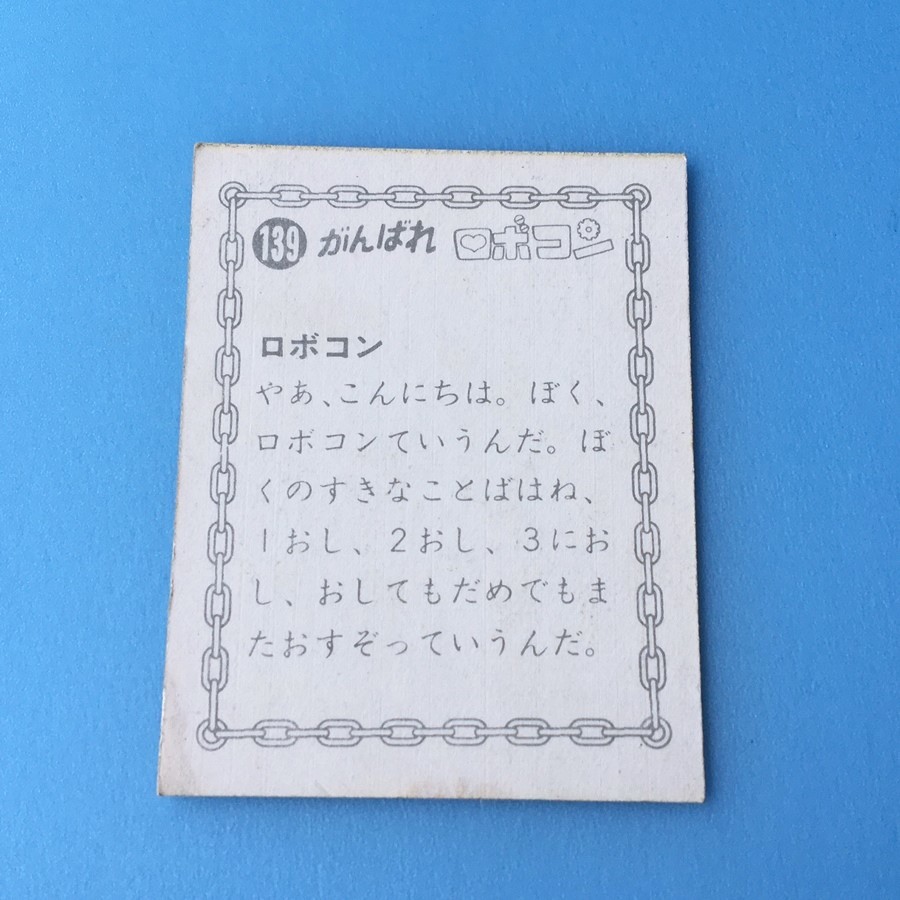 139 がんばれ ロボコン
ロボコン
やあ、こんにちは。ぼく、
ロボコンていうんだ。ぼ
くのすきなことばはね、
1おし、2おし、3にお
し、おしてもだめでもま
たおすぞっていうんだ。